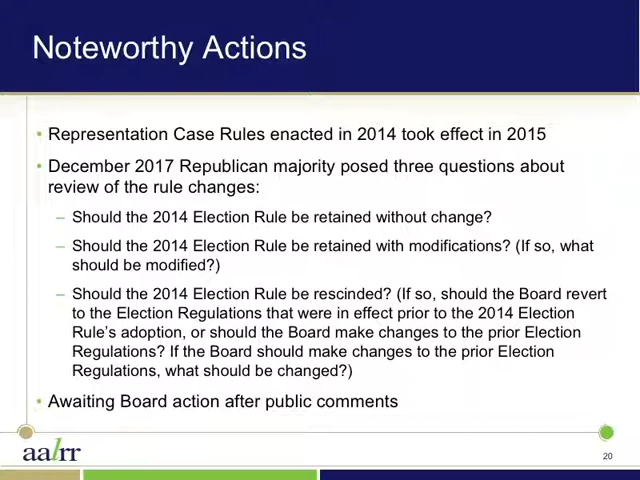 Noteworthy Actions
• Representation Case Rules enacted in 2014 took effect in 2015
• December 2017 Republican majority posed three questions about
review of the rule changes:
– Should the 2014 Election Rule be retained without change?
– Should the 2014 Election Rule be retained with modifications? (If so, what
should be modified?)
– Should the 2014 Election Rule be rescinded? (If so, should the Board revert
to the Election Regulations that were in effect prior to the 2014 Election
Rule's adoption, or should the Board make changes to the prior Election
Regulations? If the Board should make changes to the prior Election
Regulations, what should be changed?)
• Awaiting Board action after public comments
aalrr
20